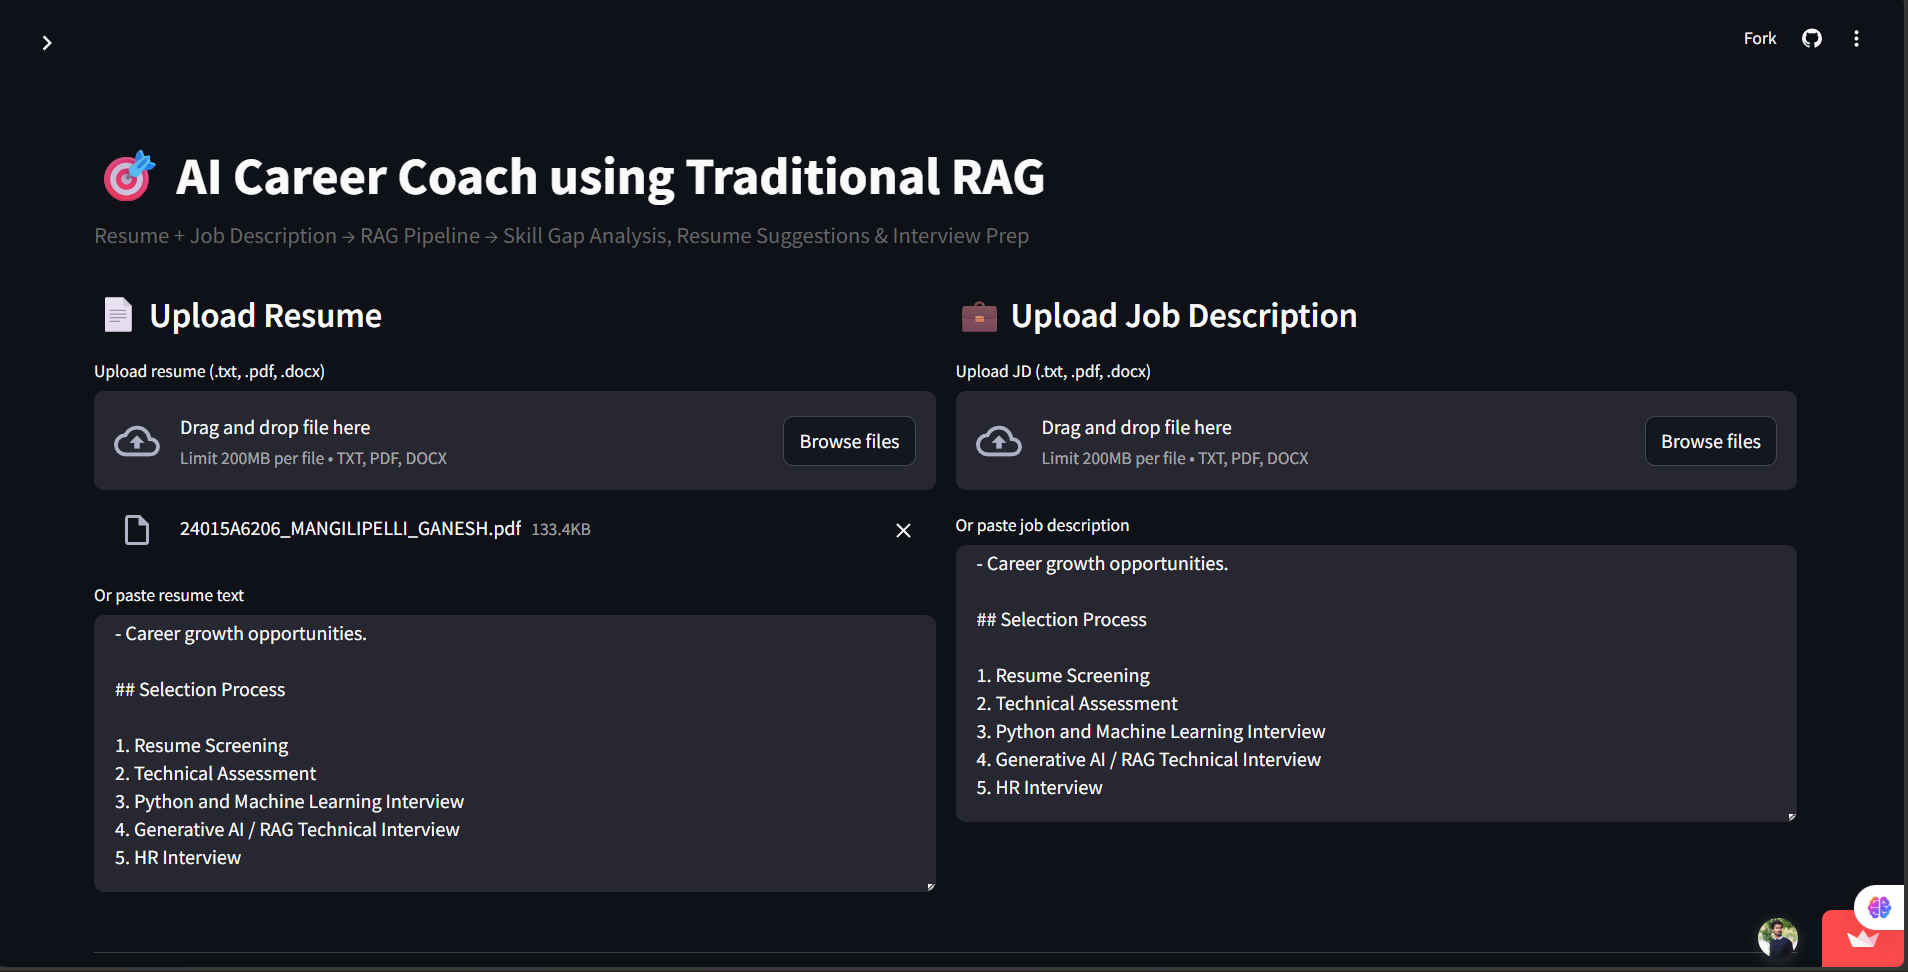 Fork
AI Career Coach using Traditional RAG
Resume + Job Description → RAG Pipeline → Skill Gap Analysis, Resume Suggestions & Interview Prep
Upload Resume
Upload resume (.txt, .pdf, .docx)
Drag and drop file here
Limit 200MB per file • TXT, PDF, DOCX
Browse files
24015A6206_MANGILIPELLI_GANESH.pdf 133.4KB
Or paste resume text
- Career growth opportunities.
## Selection Process
1. Resume Screening
2. Technical Assessment
3. Python and Machine Learning Interview
4. Generative AI / RAG Technical Interview
5. HR Interview
Upload Job Description
Upload JD (.txt, .pdf, .docx)
Drag and drop file here
Limit 200MB per file • TXT, PDF, DOCX
Browse files
Or paste job description
- Career growth opportunities.
## Selection Process
1. Resume Screening
2. Technical Assessment
3. Python and Machine Learning Interview
4. Generative AI / RAG Technical Interview
5. HR Interview